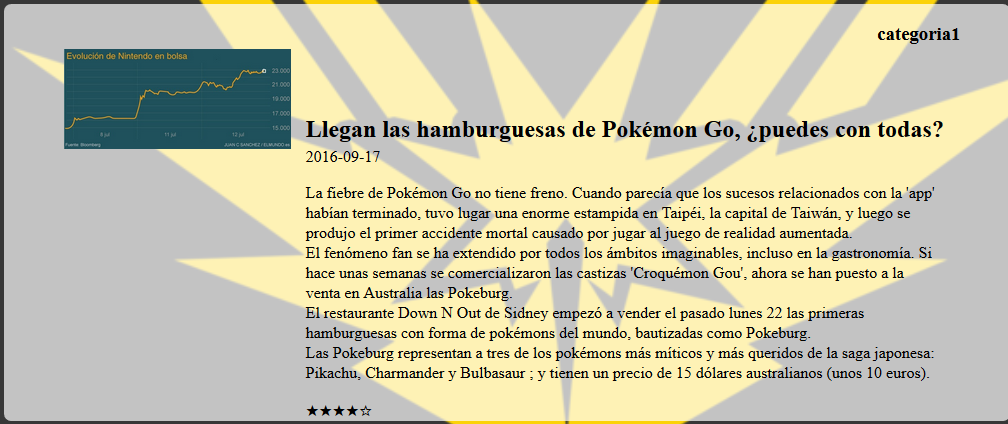 categoria1
Evolución de Nintendo en bolsa
23.000
21.000
19.000
17.000
15.000
8 jul
11 jul
12 jul
Fuente: Bloomberg
JUAN C SANCHEZ / ELMUNDO.es
Llegan las hamburguesas de Pokémon Go, ¿puedes con todas?
2016-09-17
La fiebre de Pokémon Go no tiene freno. Cuando parecía que los sucesos relacionados con la 'app'
habían terminado, tuvo lugar una enorme estampida en Taipéi, la capital de Taiwán, y luego se
produjo el primer accidente mortal causado por jugar al juego de realidad aumentada.
El fenómeno fan se ha extendido por todos los ámbitos imaginables, incluso en la gastronomía. Si
hace unas semanas se comercializaron las castizas 'Croquémon Gou', ahora se han puesto a la
venta en Australia las Pokeburg.
El restaurante Down N Out de Sidney empezó a vender el pasado lunes 22 las primeras
hamburguesas con forma de pokémons del mundo, bautizadas como Pokeburg.
Las Pokeburg representan a tres de los pokémons más míticos y más queridos de la saga japonesa:
Pikachu, Charmander y Bulbasaur ; y tienen un precio de 15 dólares australianos (unos 10 euros).
★★★★☆